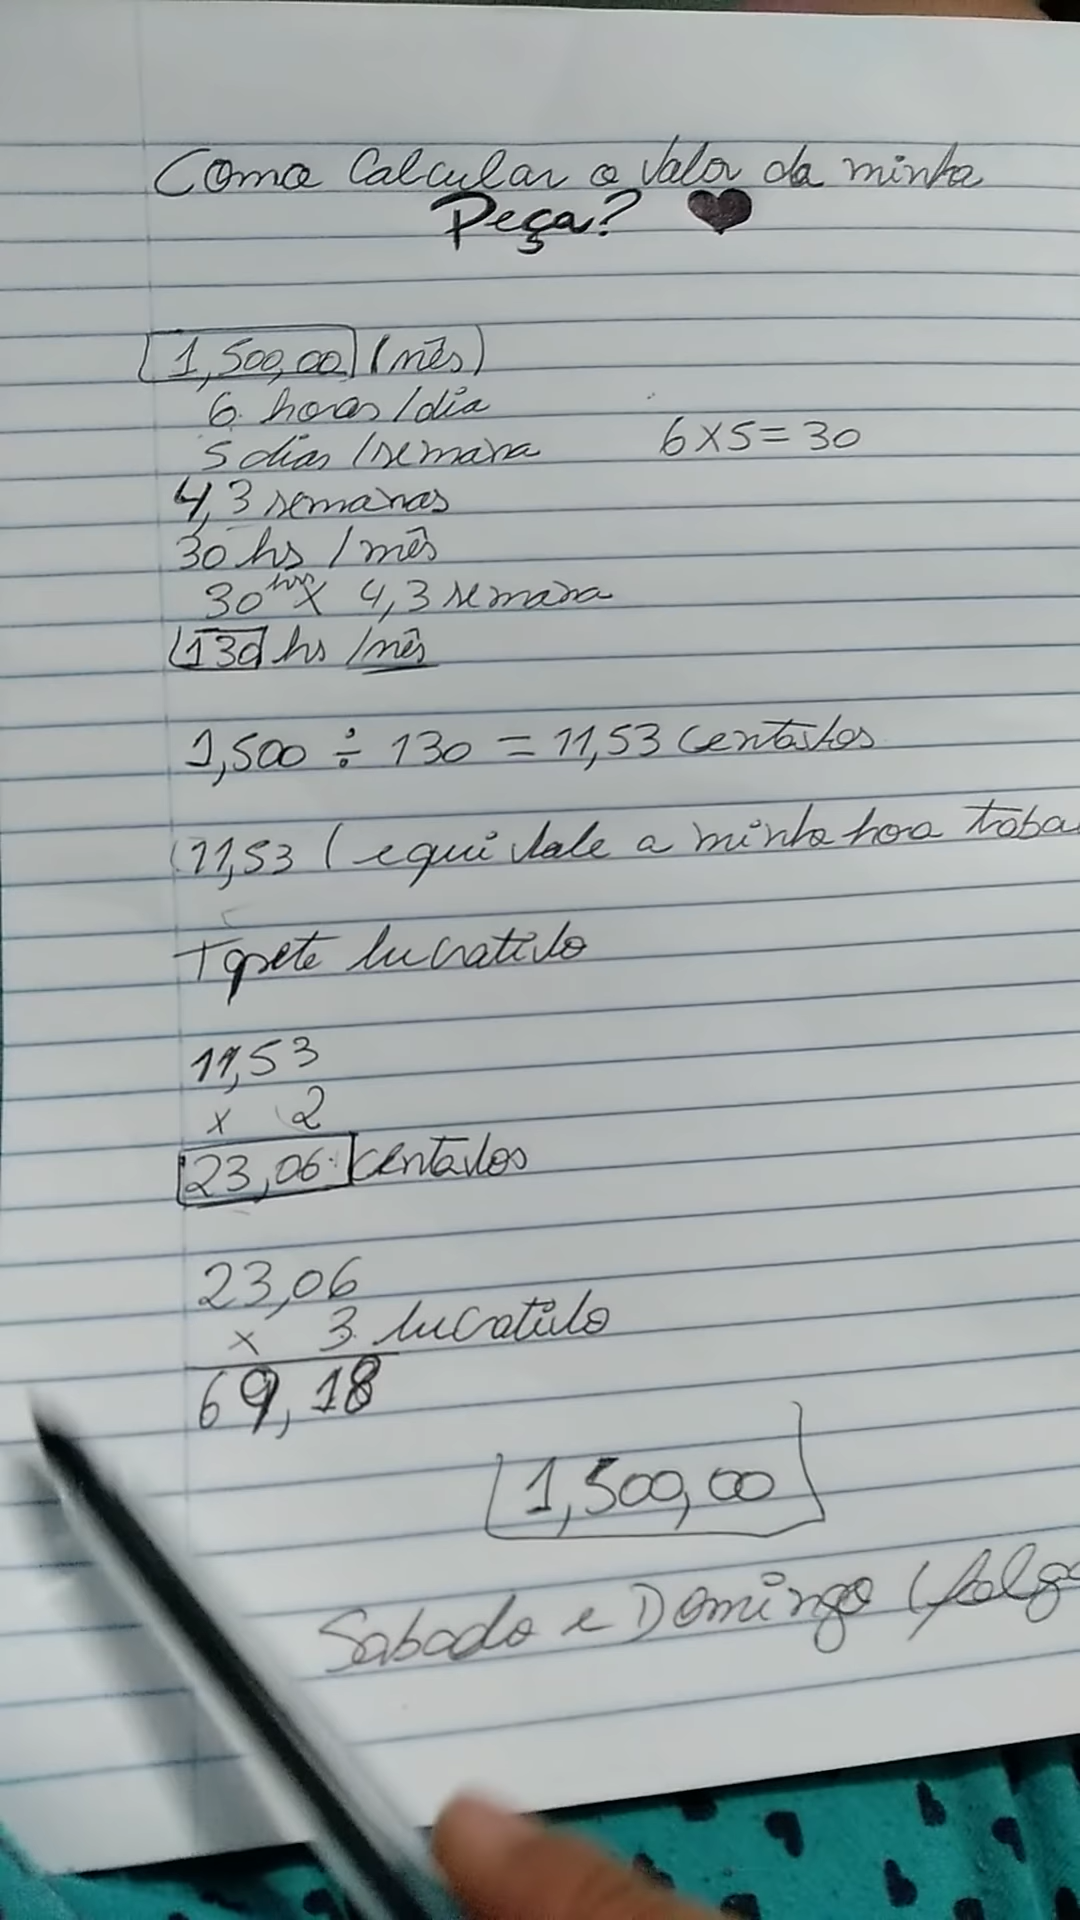 Como Calcular o Valor da minha
Peça? ♥
1,500,00 (mês)
6 horas/dia
5 dias/semana 6x5=30
4,3 semanas
30 hs/mês
30 hrs x 4,3 semana
130 hs/mês
1,500 ÷ 130 = 11,53 centavos
11,53 (equivale a minha hora traba
Tapete lucrativo
11,53
x 2
23,06 centavos
23,06
x 3 lucrativo
69,18
1,500,00
Sabado e Domingo (folga